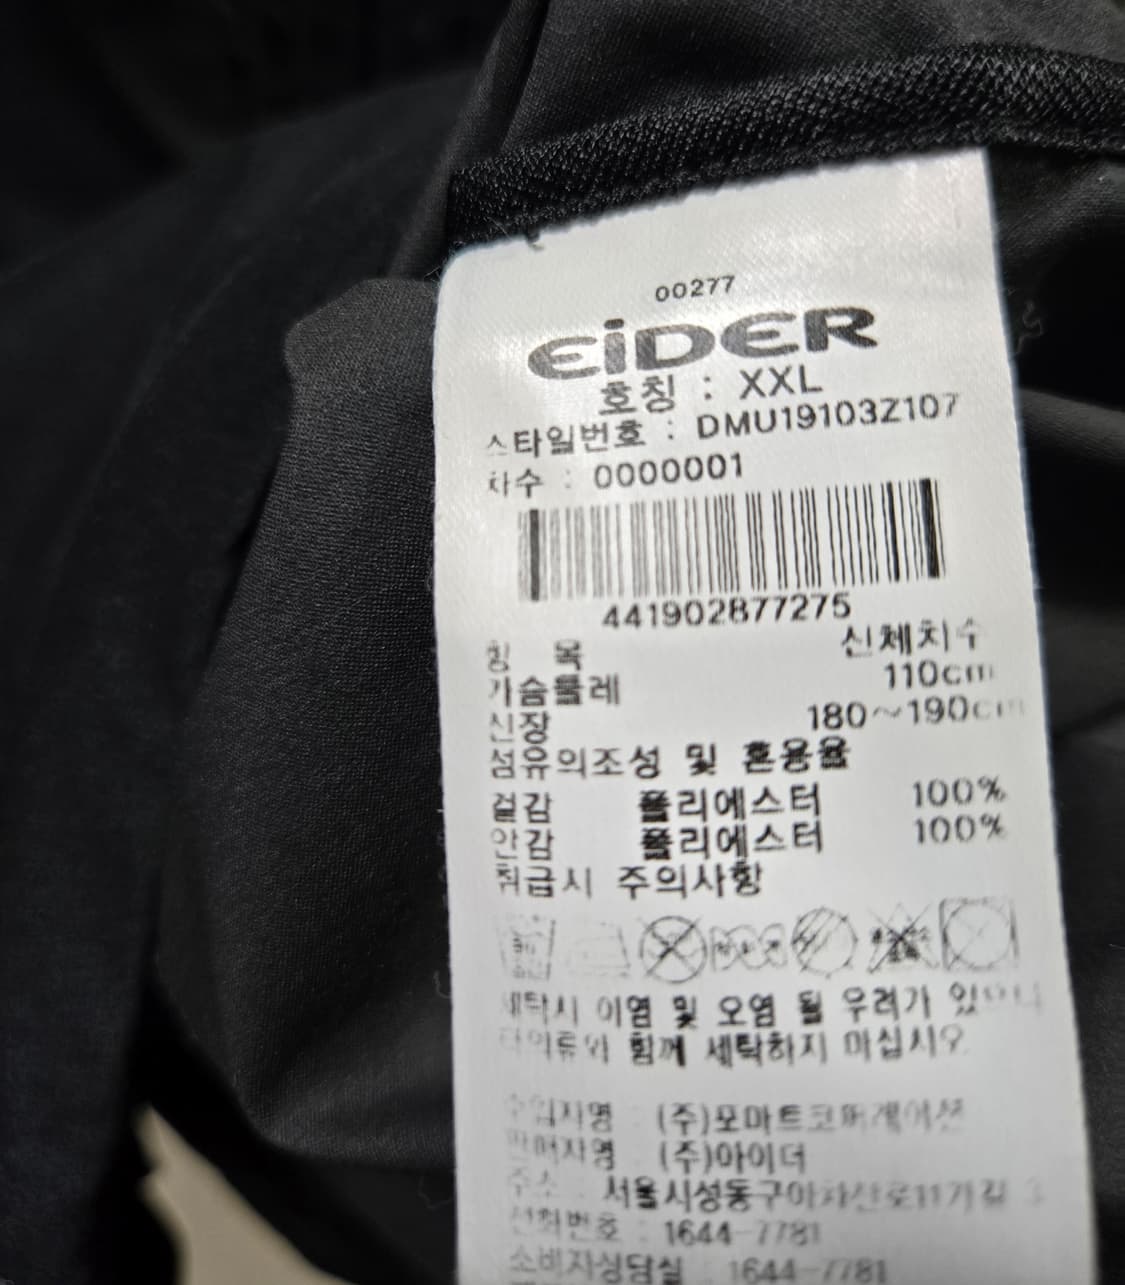 00277
EiDER
호칭 : XXL
스타일번호 : DMU19103Z107
차수 : 0000001
441902877275
항 목 신체치수
가슴둘레 110cm
신장 180~190cm
섬유의조성 및 혼용율
겉감 폴리에스터 100%
안감 폴리에스터 100%
취급시 주의사항
세탁시 이염 및 오염 될 우려가 있으니
타의류와 함께 세탁하지 마십시오.
수입자명 : (주)포마트코퍼레이션
판매자명 : (주)아이더
주소 : 서울시성동구아차산로11가길
전화번호 : 1644-7781
소비자상담실 : 1644-7781